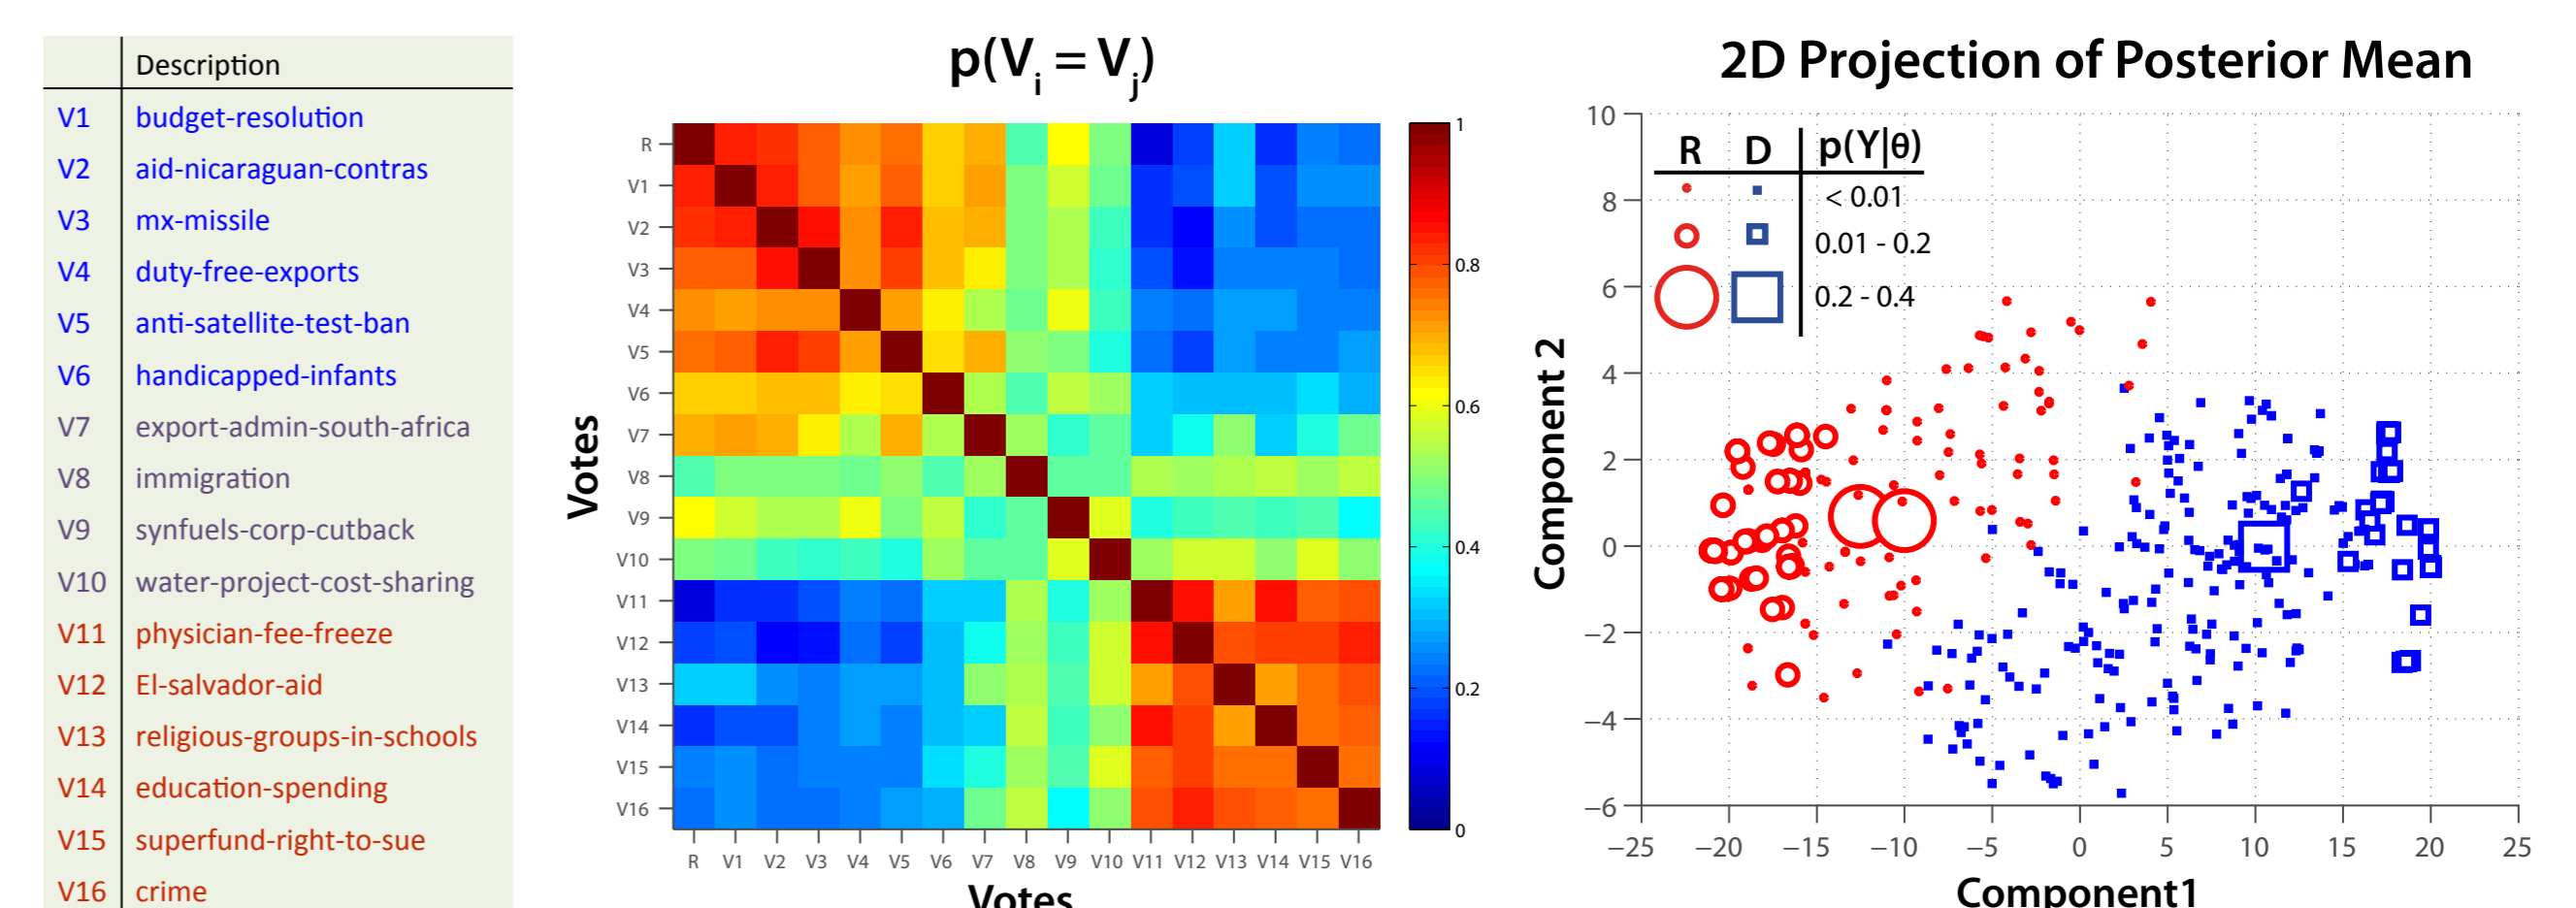 Description
V1 budget-resolution
V2 aid-nicaraguan-contras
V3 mx-missile
V4 duty-free-exports
V5 anti-satellite-test-ban
V6 handicapped-infants
V7 export-admin-south-africa
V8 immigration
V9 synfuels-corp-cutback
V10 water-project-cost-sharing
V11 physician-fee-freeze
V12 El-salvador-aid
V13 religious-groups-in-schools
V14 education-spending
V15 superfund-right-to-sue
V16 crime
p(Vi = Vj)
Votes
R
V1
V2
V3
V4
V5
V6
V7
V8
V9
V10
V11
V12
V13
V14
V15
V16
R V1 V2 V3 V4 V5 V6 V7 V8 V9 V10 V11 V12 V13 V14 V15 V16
Votes
1
0.8
0.6
0.4
0.2
0
2D Projection of Posterior Mean
R D p(Y|θ)
< 0.01
0.01 - 0.2
0.2 - 0.4
Component 2
10
8
6
4
2
0
−2
−4
−6
−25 −20 −15 −10 −5 0 5 10 15 20 25
Component1